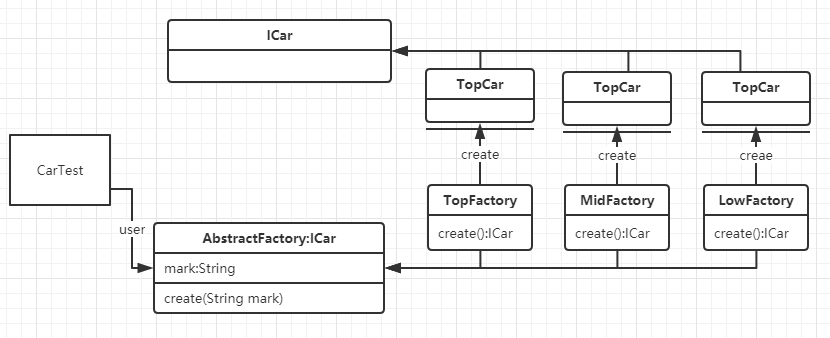 ICar
TopCar
TopCar
TopCar
create
create
creae
CarTest
user
TopFactory
create():ICar
MidFactory
create():ICar
LowFactory
create():ICar
AbstractFactory:ICar
mark:String
create(String mark)